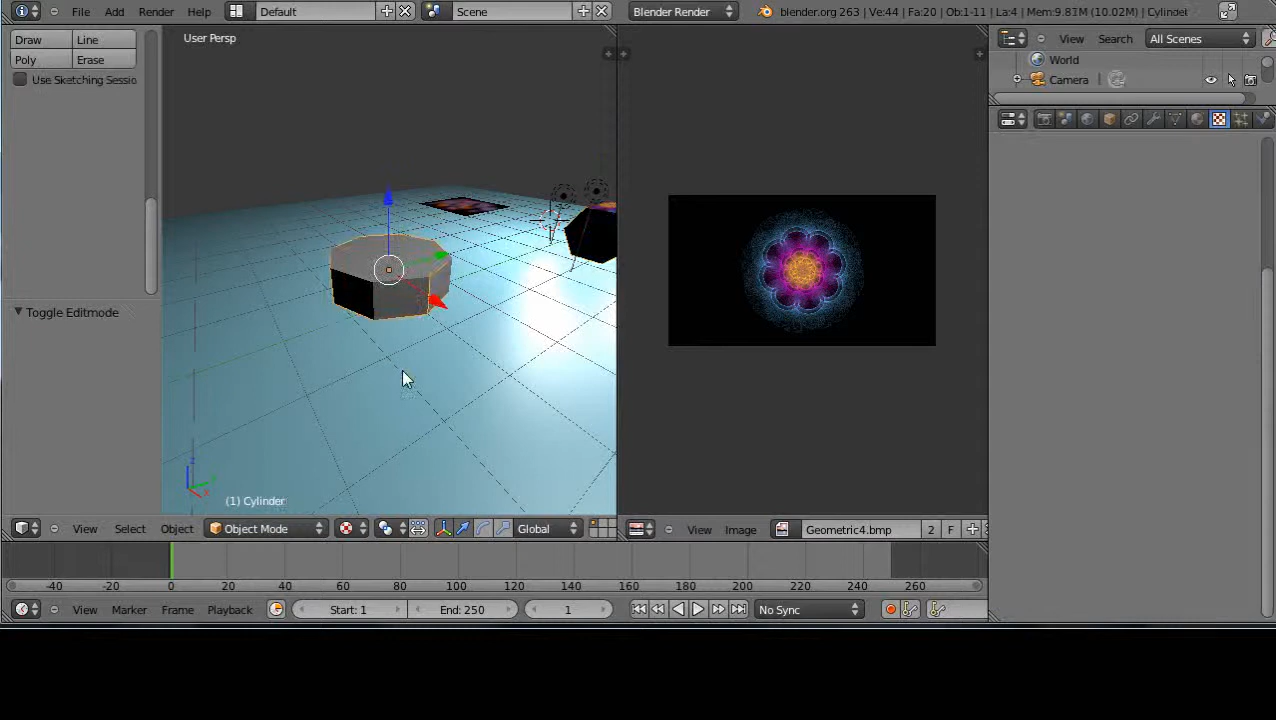 File Add Render Help Default Scene Blender Render blender.org 263 | Ve:44 | Fa:20 | Ob:1-11 | La:4 | Mem:9.81M (10.02M) | Cylinder
Draw Line
User Persp
View Search All Scenes
Poly Erase
World
Use Sketching Sessio
Camera
Toggle Editmode
z
y
x
(1) Cylinder
View Select Object Object Mode Global
View Image Geometric4.bmp 2 F
-40 -20 0 20 40 60 80 100 120 140 160 180 200 220 240 260
View Marker Frame Playback Start: 1 End: 250 1 No Sync